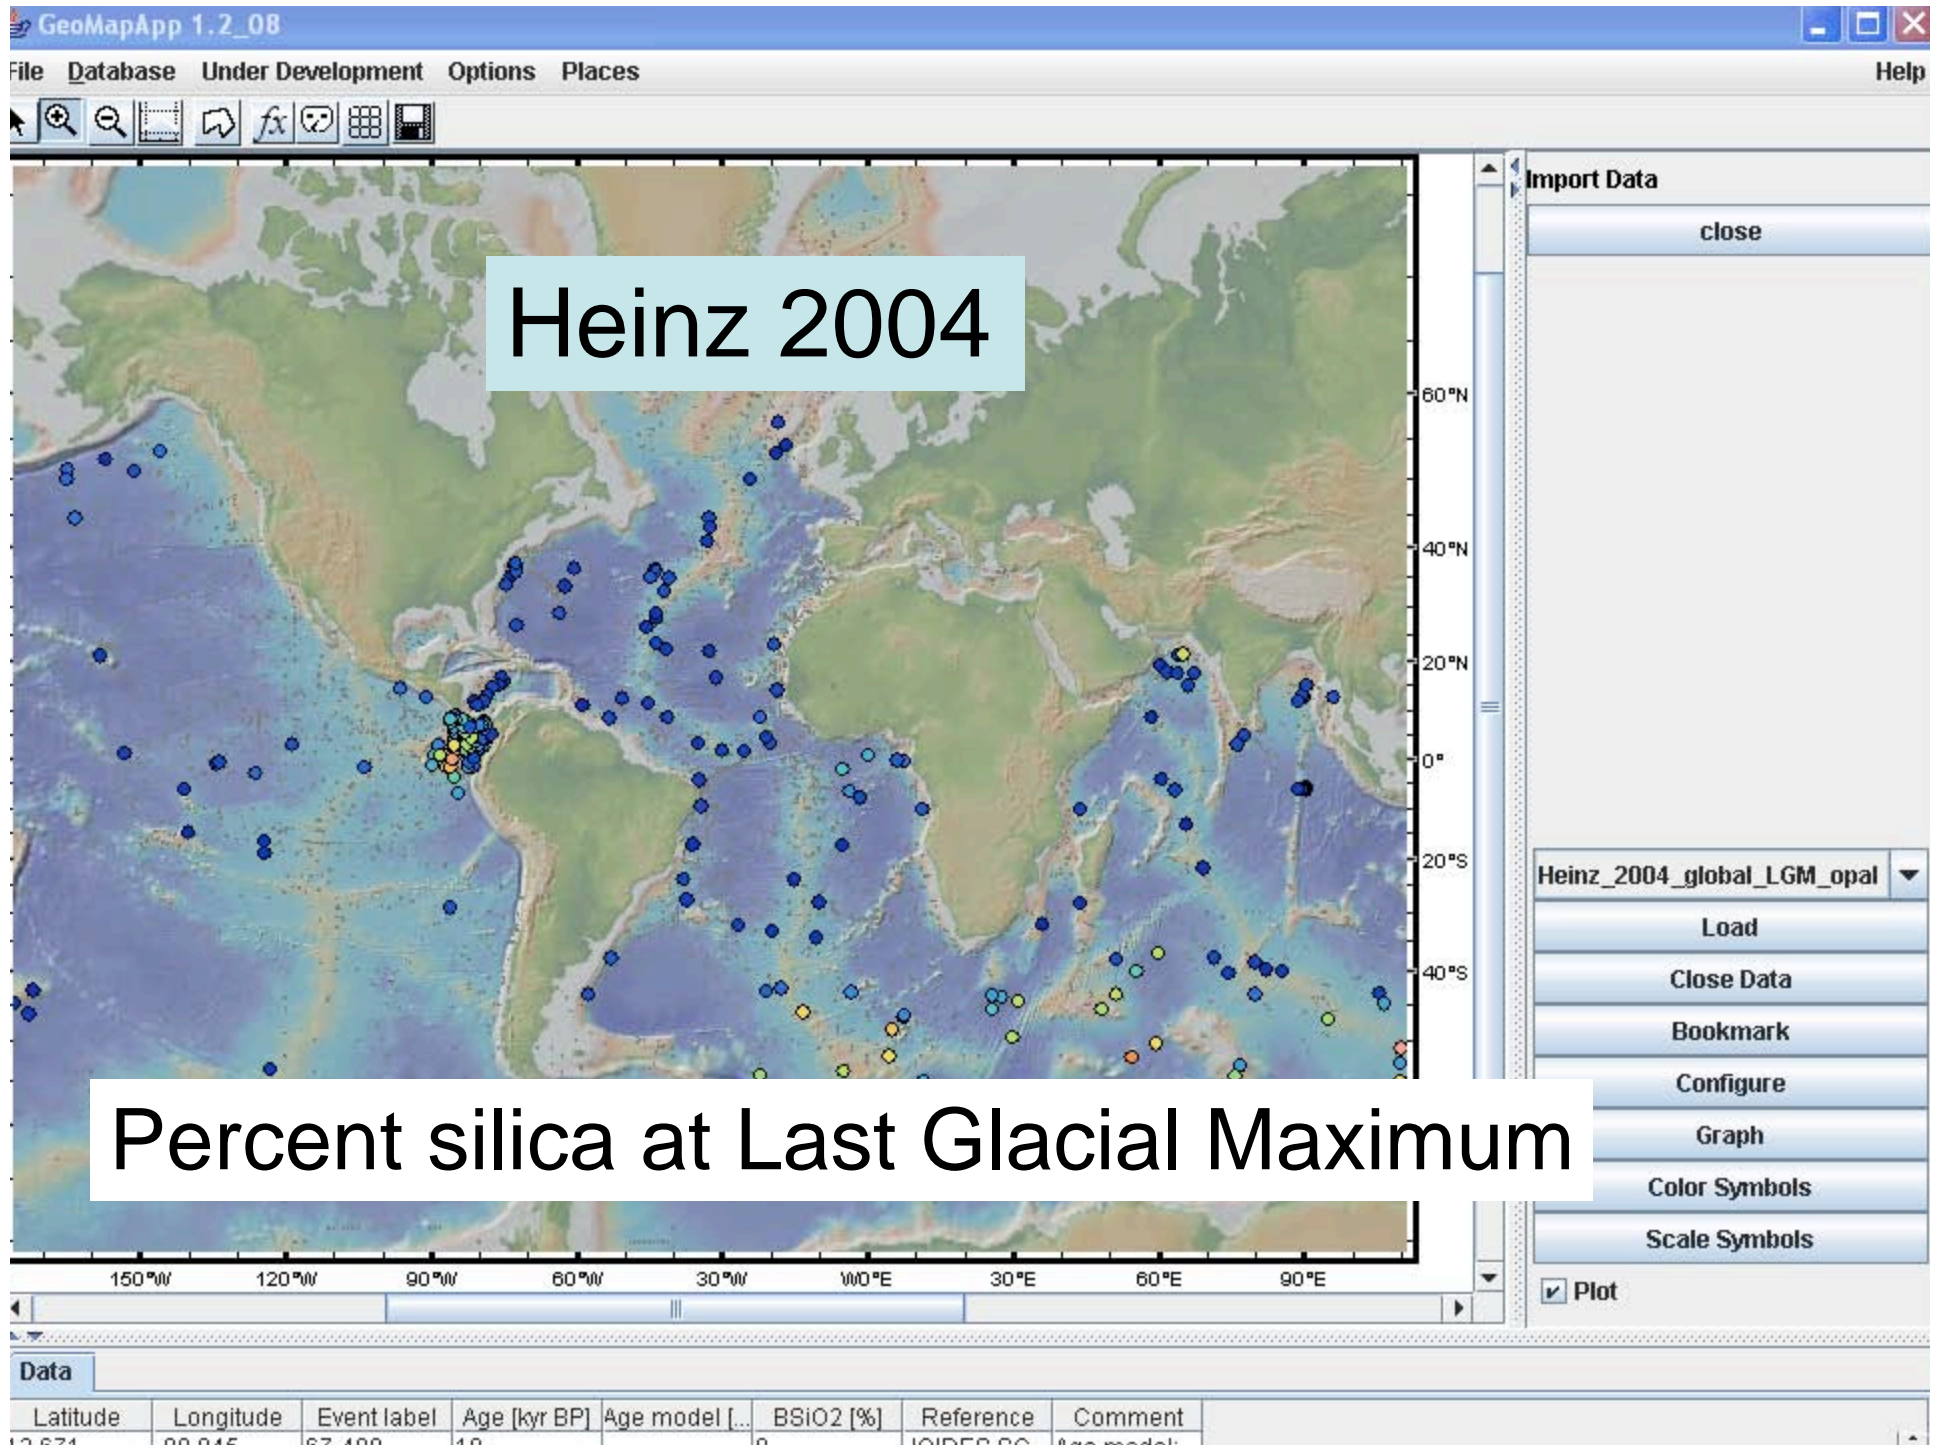 GeoMapApp 1.2_08
File Database Under Development Options Places Help
fx
Import Data
close
Heinz 2004
60°N
40°N
20°N
0°
20°S
40°S
Heinz_2004_global_LGM_opal
Load
Close Data
Bookmark
Configure
Graph
Color Symbols
Scale Symbols
Plot
Percent silica at Last Glacial Maximum
150°W 120°W 90°W 60°W 30°W 30°E 60°E 90°E
Data
Latitude Longitude Event label Age [kyr BP] Age model [... BSiO2 [%] Reference Comment